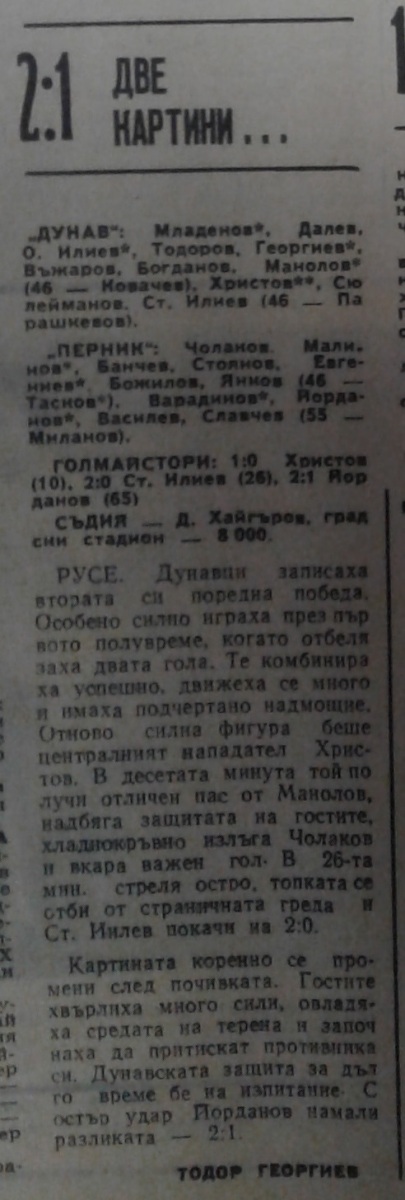 2:1 ДВЕ
КАРТИНИ...
„ДУНАВ“: Младенов*, Далев,
О. Илиев*, Тодоров, Георгиев*,
Въжаров, Богданов, Манолов*
(46 — Ковачев), Христов**, Сю
лейманов, Ст. Илиев (46 — Па
рашкевов).
„ПЕРНИК“: Чолаков, Мали-
нов*, Банчев, Стоянов, Евге-
ниев*, Божилов, Янков (46 —
Тасков*), Варадинов*, Йорда-
нов*, Василев, Славчев (55 —
Миланов).
ГОЛМАЙСТОРИ: 1:0 Христов
(10), 2:0 Ст. Илиев (26), 2:1 Йор
данов (65)
СЪДИЯ — Д. Хайгъров, град
ски стадион — 8 000.
РУСЕ. Дунавци записаха
втората си поредна победа.
Особено силно играха през пър
вото полувреме, когато отбеля
заха двата гола. Те комбинира
ха успешно, движеха се много
и имаха подчертано надмощие.
Отново силна фигура беше
централният нападател Хрис-
тов. В десетата минута той по
лучи отличен пас от Манолов,
надбяга защитата на гостите,
хладнокръвно излъга Чолаков
и вкара важен гол. В 26-та
мин. стреля остро, топката се
отби от страничната греда и
Ст. Иилев покачи на 2:0.
Картината коренно се про-
мени след почивката. Гостите
хвърлиха много сили, овладя-
ха средата на терена и започ
наха да притискат противника
си. Дунавската защита за дъл
го време бе на изпитание. С
остър удар Йорданов намали
разликата — 2:1.
ТОДОР ГЕОРГИЕВ